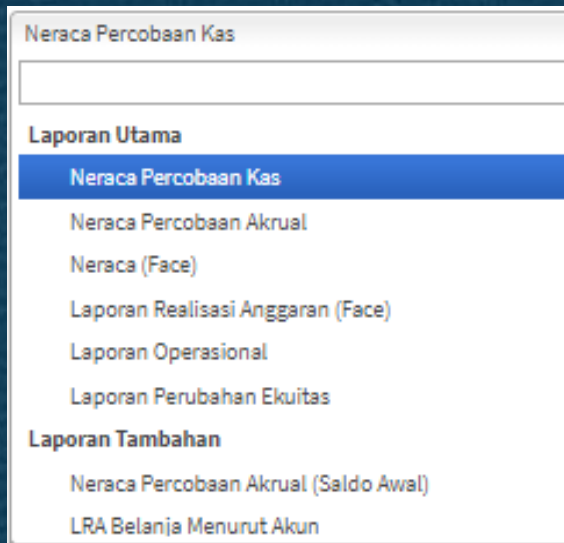 Neraca Percobaan Kas
Laporan Utama
Neraca Percobaan Kas
Neraca Percobaan Akrual
Neraca (Face)
Laporan Realisasi Anggaran (Face)
Laporan Operasional
Laporan Perubahan Ekuitas
Laporan Tambahan
Neraca Percobaan Akrual (Saldo Awal)
LRA Belanja Menurut Akun